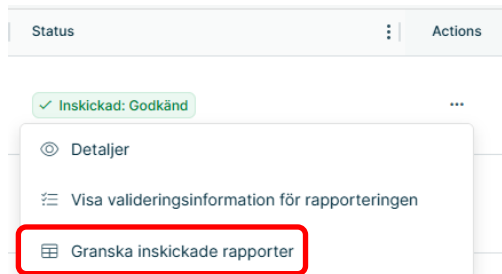 Status
Actions
Inskickad: Godkänd
Detaljer
Visa valideringsinformation för rapporteringen
Granska inskickade rapporter